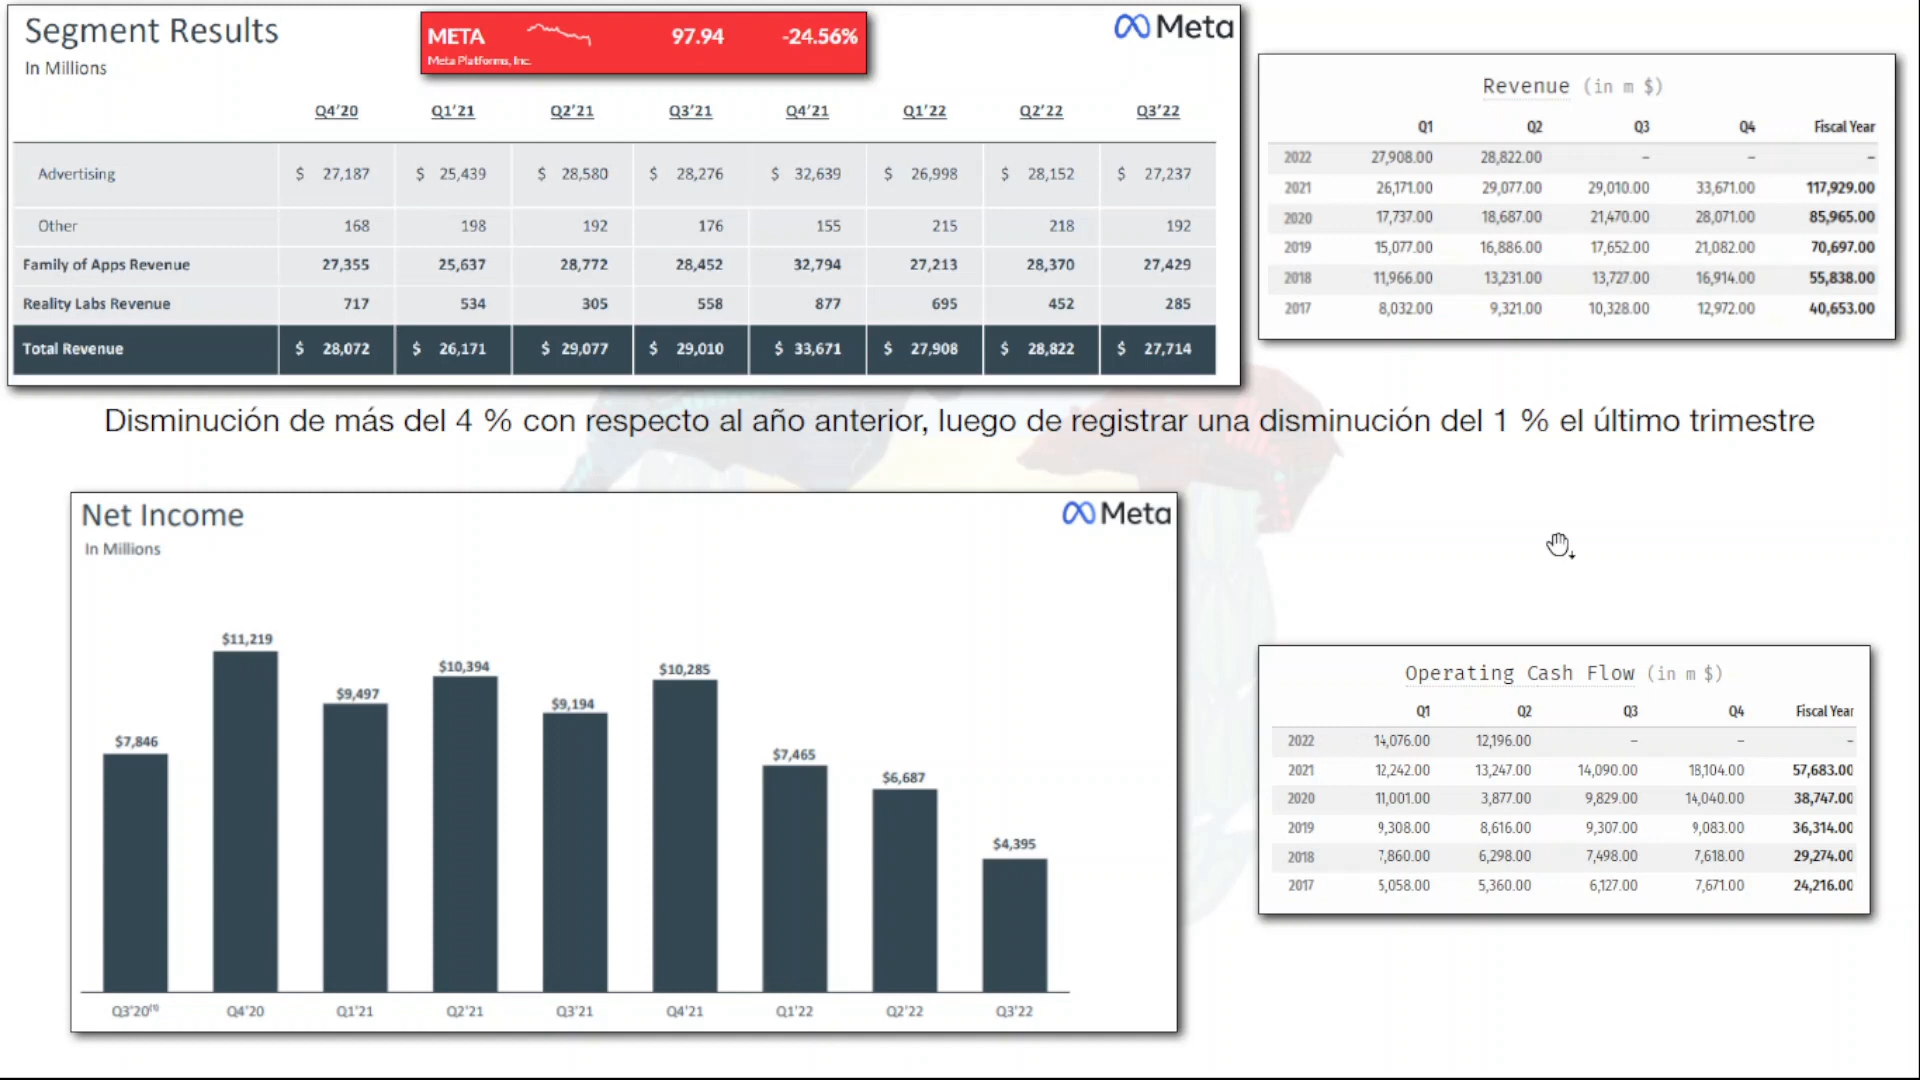 Segment Results
In Millions
META 97.94 -24.56%
Meta Platforms, Inc.
Meta
Q4'20 Q1'21 Q2'21 Q3'21 Q4'21 Q1'22 Q2'22 Q3'22
Advertising $ 27,187 $ 25,439 $ 28,580 $ 28,276 $ 32,639 $ 26,998 $ 28,152 $ 27,237
Other 168 198 192 176 155 215 218 192
Family of Apps Revenue 27,355 25,637 28,772 28,452 32,794 27,213 28,370 27,429
Reality Labs Revenue 717 534 305 558 877 695 452 285
Total Revenue $ 28,072 $ 26,171 $ 29,077 $ 29,010 $ 33,671 $ 27,908 $ 28,822 $ 27,714
Revenue (in m $)
Q1 Q2 Q3 Q4 Fiscal Year
2022 27,908.00 28,822.00 – – –
2021 26,171.00 29,077.00 29,010.00 33,671.00 117,929.00
2020 17,737.00 18,687.00 21,470.00 28,071.00 85,965.00
2019 15,077.00 16,886.00 17,652.00 21,082.00 70,697.00
2018 11,966.00 13,231.00 13,727.00 16,914.00 55,838.00
2017 8,032.00 9,321.00 10,328.00 12,972.00 40,653.00
Disminución de más del 4 % con respecto al año anterior, luego de registrar una disminución del 1 % el último trimestre
Net Income
In Millions
Meta
$7,846 $11,219 $9,497 $10,394 $9,194 $10,285 $7,465 $6,687 $4,395
Q3'20(1) Q4'20 Q1'21 Q2'21 Q3'21 Q4'21 Q1'22 Q2'22 Q3'22
Operating Cash Flow (in m $)
Q1 Q2 Q3 Q4 Fiscal Year
2022 14,076.00 12,196.00 – – –
2021 12,242.00 13,247.00 14,090.00 18,104.00 57,683.00
2020 11,001.00 3,877.00 9,829.00 14,040.00 38,747.00
2019 9,308.00 8,616.00 9,307.00 9,083.00 36,314.00
2018 7,860.00 6,298.00 7,498.00 7,618.00 29,274.00
2017 5,058.00 5,360.00 6,127.00 7,671.00 24,216.00